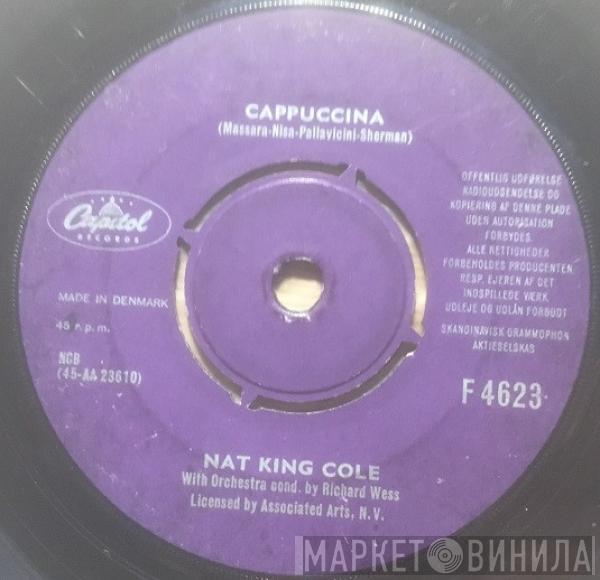 CAPPUCCINA
(Massara-Nisa-Pallavicini-Sherman)
Capitol
RECORDS
OFFENTLIG UDFØRELSE
RADIOUDSENDELSE OG
KOPIERING AF DENNE PLADE
UDEN AUTORISATION
FORBYDES.
ALLE RETTIGHEDER
FORBEHOLDES PRODUCENTEN
RESP. EJEREN AF DET
INDSPILLEDE VÆRK.
UDLEJE OG UDLÅN FORBUDT
SKANDINAVISK GRAMMOPHON
AKTIESELSKAB
MADE IN DENMARK
45 r.p.m.
NCB
(45-AA 23610)
F 4623
NAT KING COLE
With Orchestra cond. by Richard Wess
Licensed by Associated Arts, N. V.
МАРКЕТ ВИНИЛА